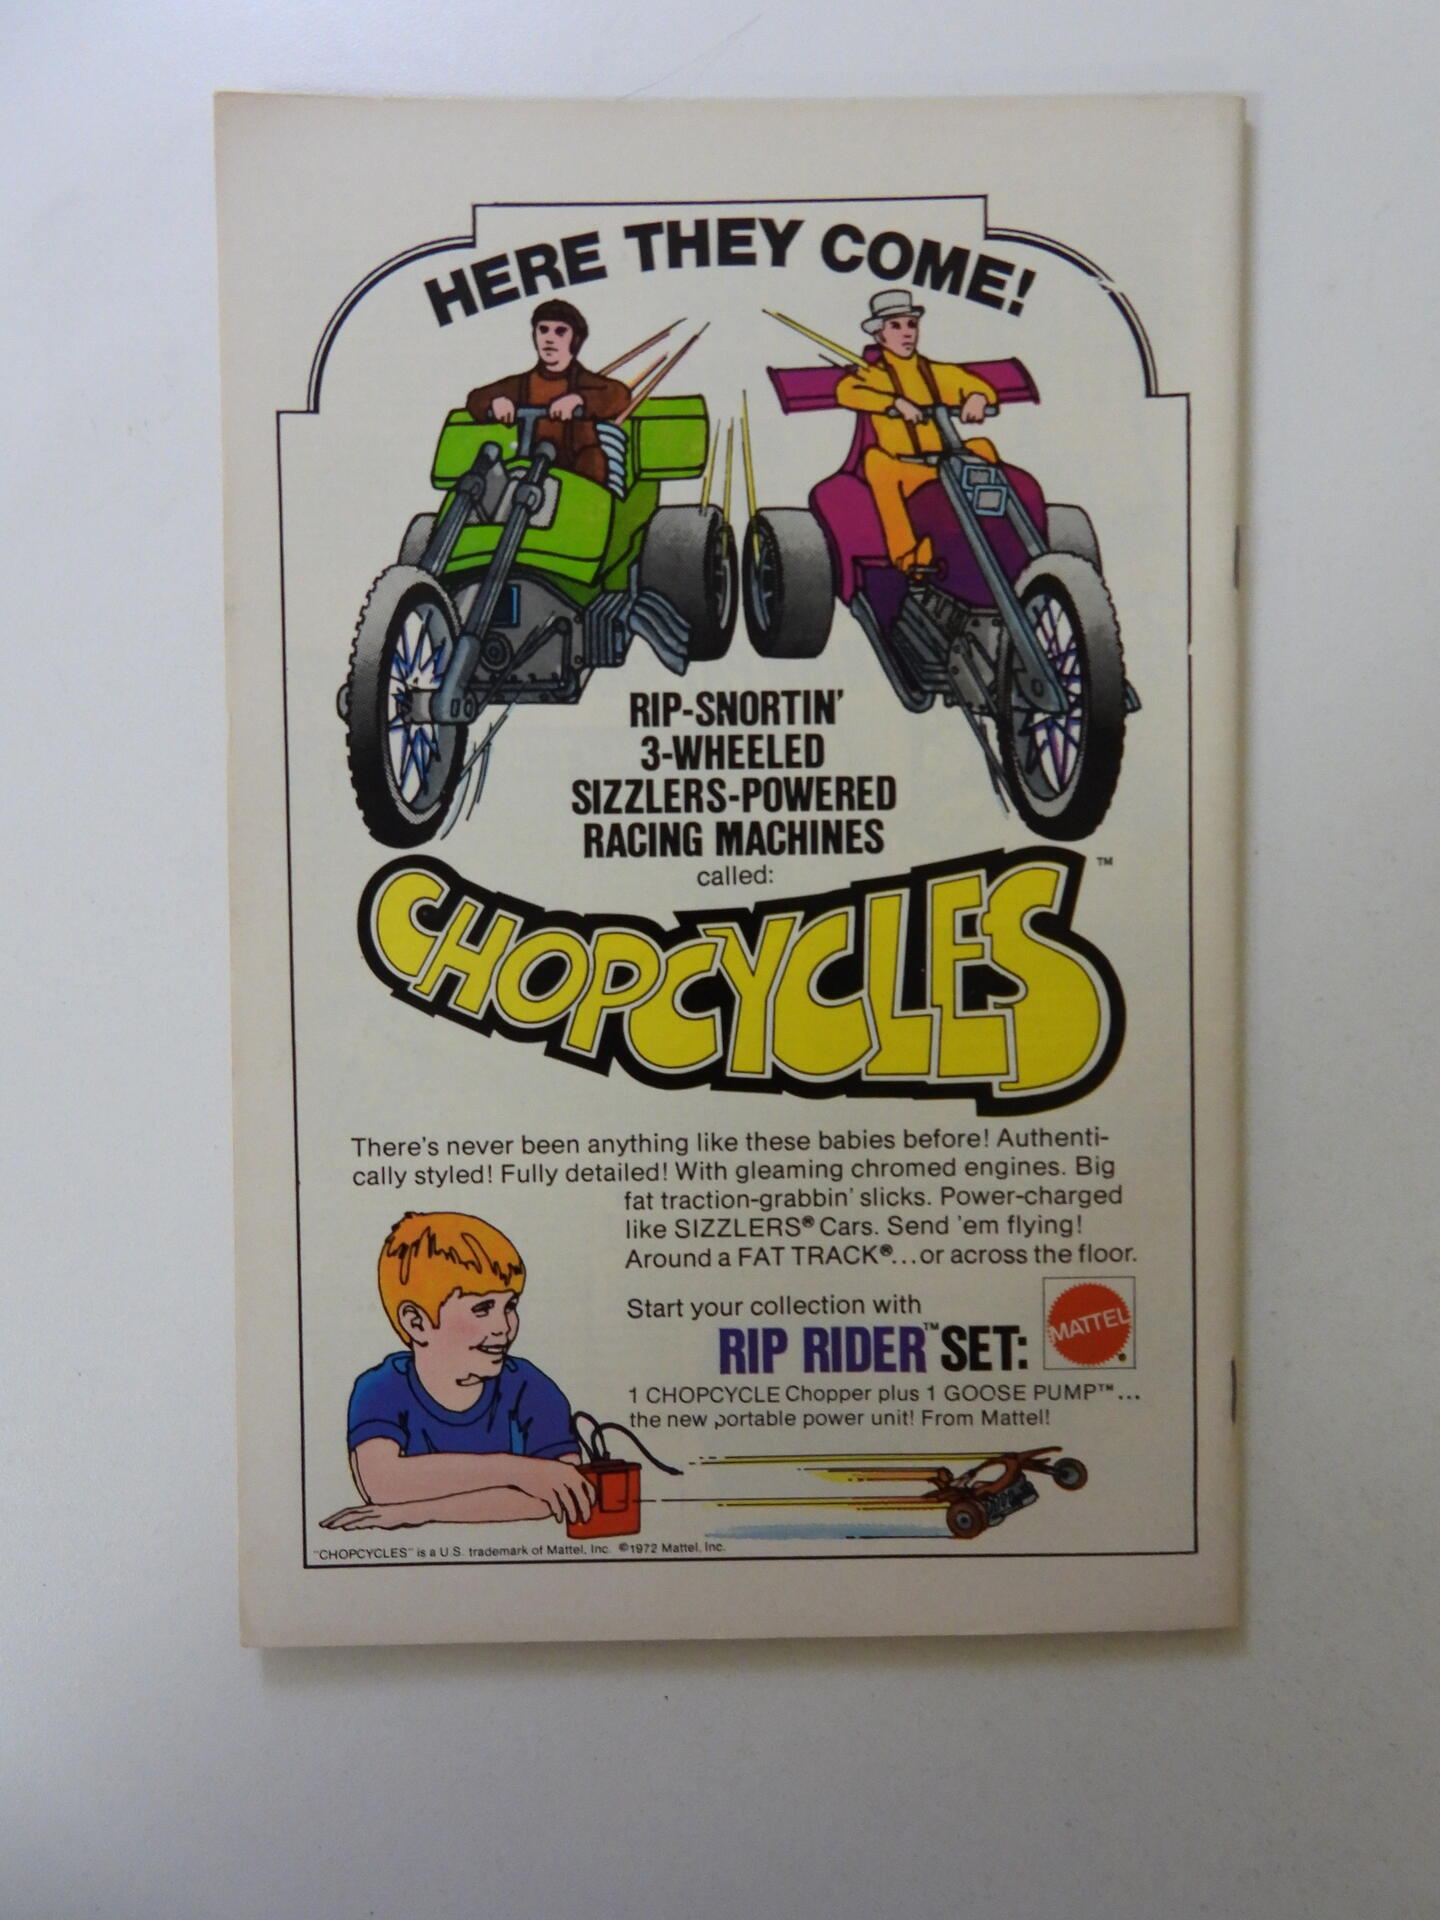 HERE THEY COME!
RIP-SNORTIN'
3-WHEELED
SIZZLERS-POWERED
RACING MACHINES
called:
CHOPCYCLES™
There's never been anything like these babies before! Authenti-
cally styled! Fully detailed! With gleaming chromed engines. Big
fat traction-grabbin' slicks. Power-charged
like SIZZLERS® Cars. Send 'em flying!
Around a FAT TRACK®...or across the floor.
Start your collection with
RIP RIDER™ SET:
MATTEL®
1 CHOPCYCLE Chopper plus 1 GOOSE PUMP™...
the new portable power unit! From Mattel!
"CHOPCYCLES" is a U.S. trademark of Mattel, Inc. ©1972 Mattel, Inc.